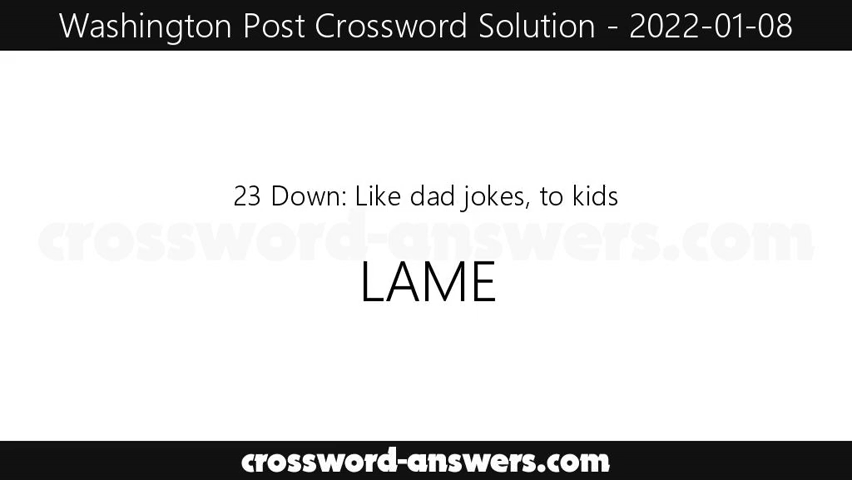 Washington Post Crossword Solution - 2022-01-08
23 Down: Like dad jokes, to kids
crossword-answers.com
LAME
crossword-answers.com